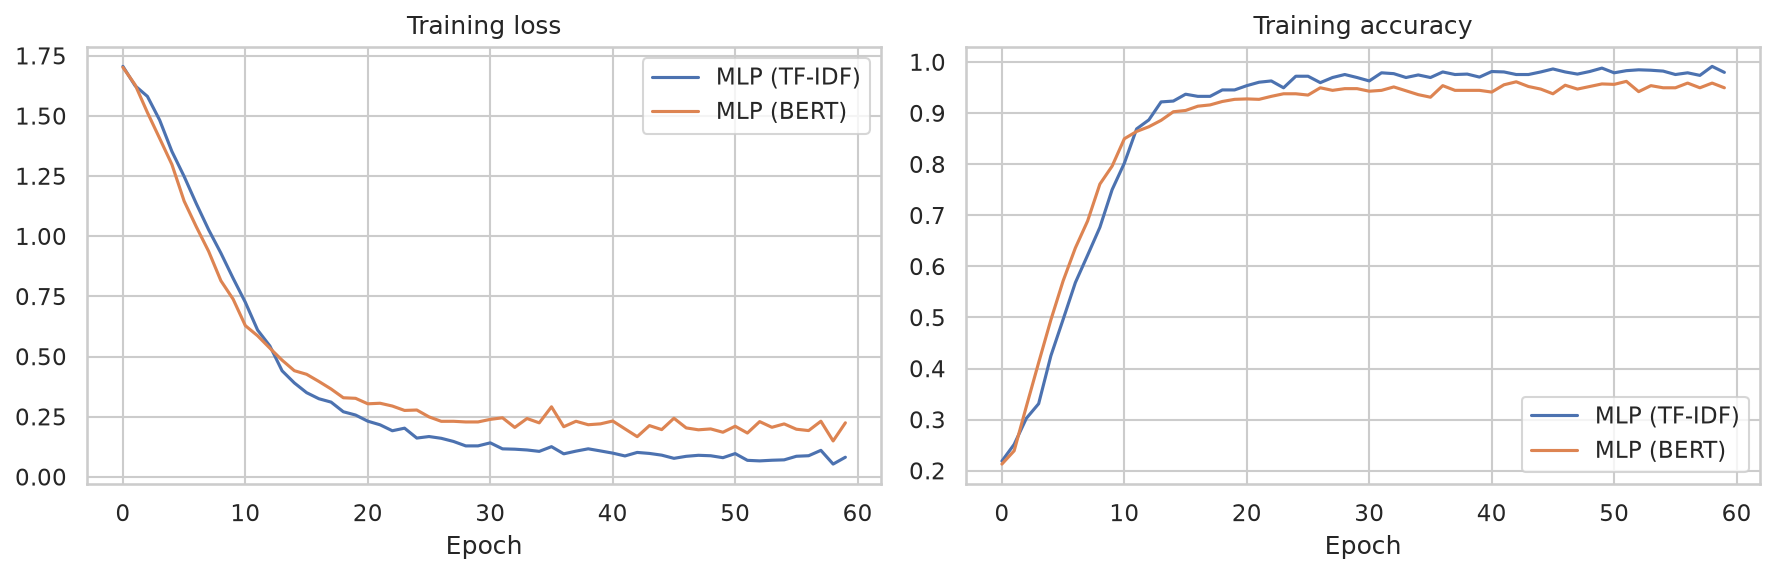 Training loss
1.75
1.50
1.25
1.00
0.75
0.50
0.25
0.00
0 10 20 30 40 50 60
Epoch
MLP (TF-IDF)
MLP (BERT)
Training accuracy
1.0
0.9
0.8
0.7
0.6
0.5
0.4
0.3
0.2
0 10 20 30 40 50 60
Epoch
MLP (TF-IDF)
MLP (BERT)